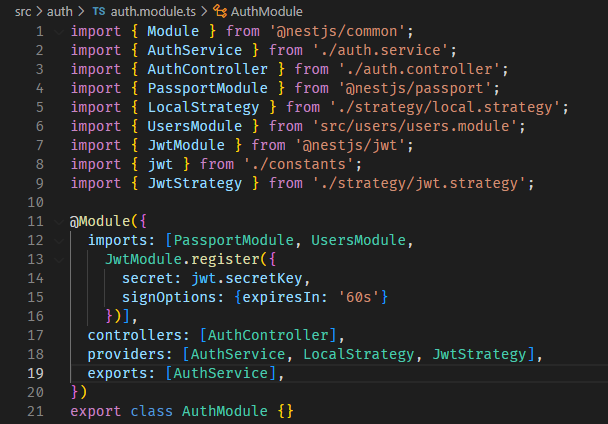 src > auth > TS auth.module.ts > AuthModule
1 import { Module } from '@nestjs/common';
2 import { AuthService } from './auth.service';
3 import { AuthController } from './auth.controller';
4 import { PassportModule } from '@nestjs/passport';
5 import { LocalStrategy } from './strategy/local.strategy';
6 import { UsersModule } from 'src/users/users.module';
7 import { JwtModule } from '@nestjs/jwt';
8 import { jwt } from './constants';
9 import { JwtStrategy } from './strategy/jwt.strategy';
10
11 @Module({
12   imports: [PassportModule, UsersModule,
13     JwtModule.register({
14       secret: jwt.secretKey,
15       signOptions: {expiresIn: '60s'}
16     })],
17   controllers: [AuthController],
18   providers: [AuthService, LocalStrategy, JwtStrategy],
19   exports: [AuthService],
20 })
21 export class AuthModule {}